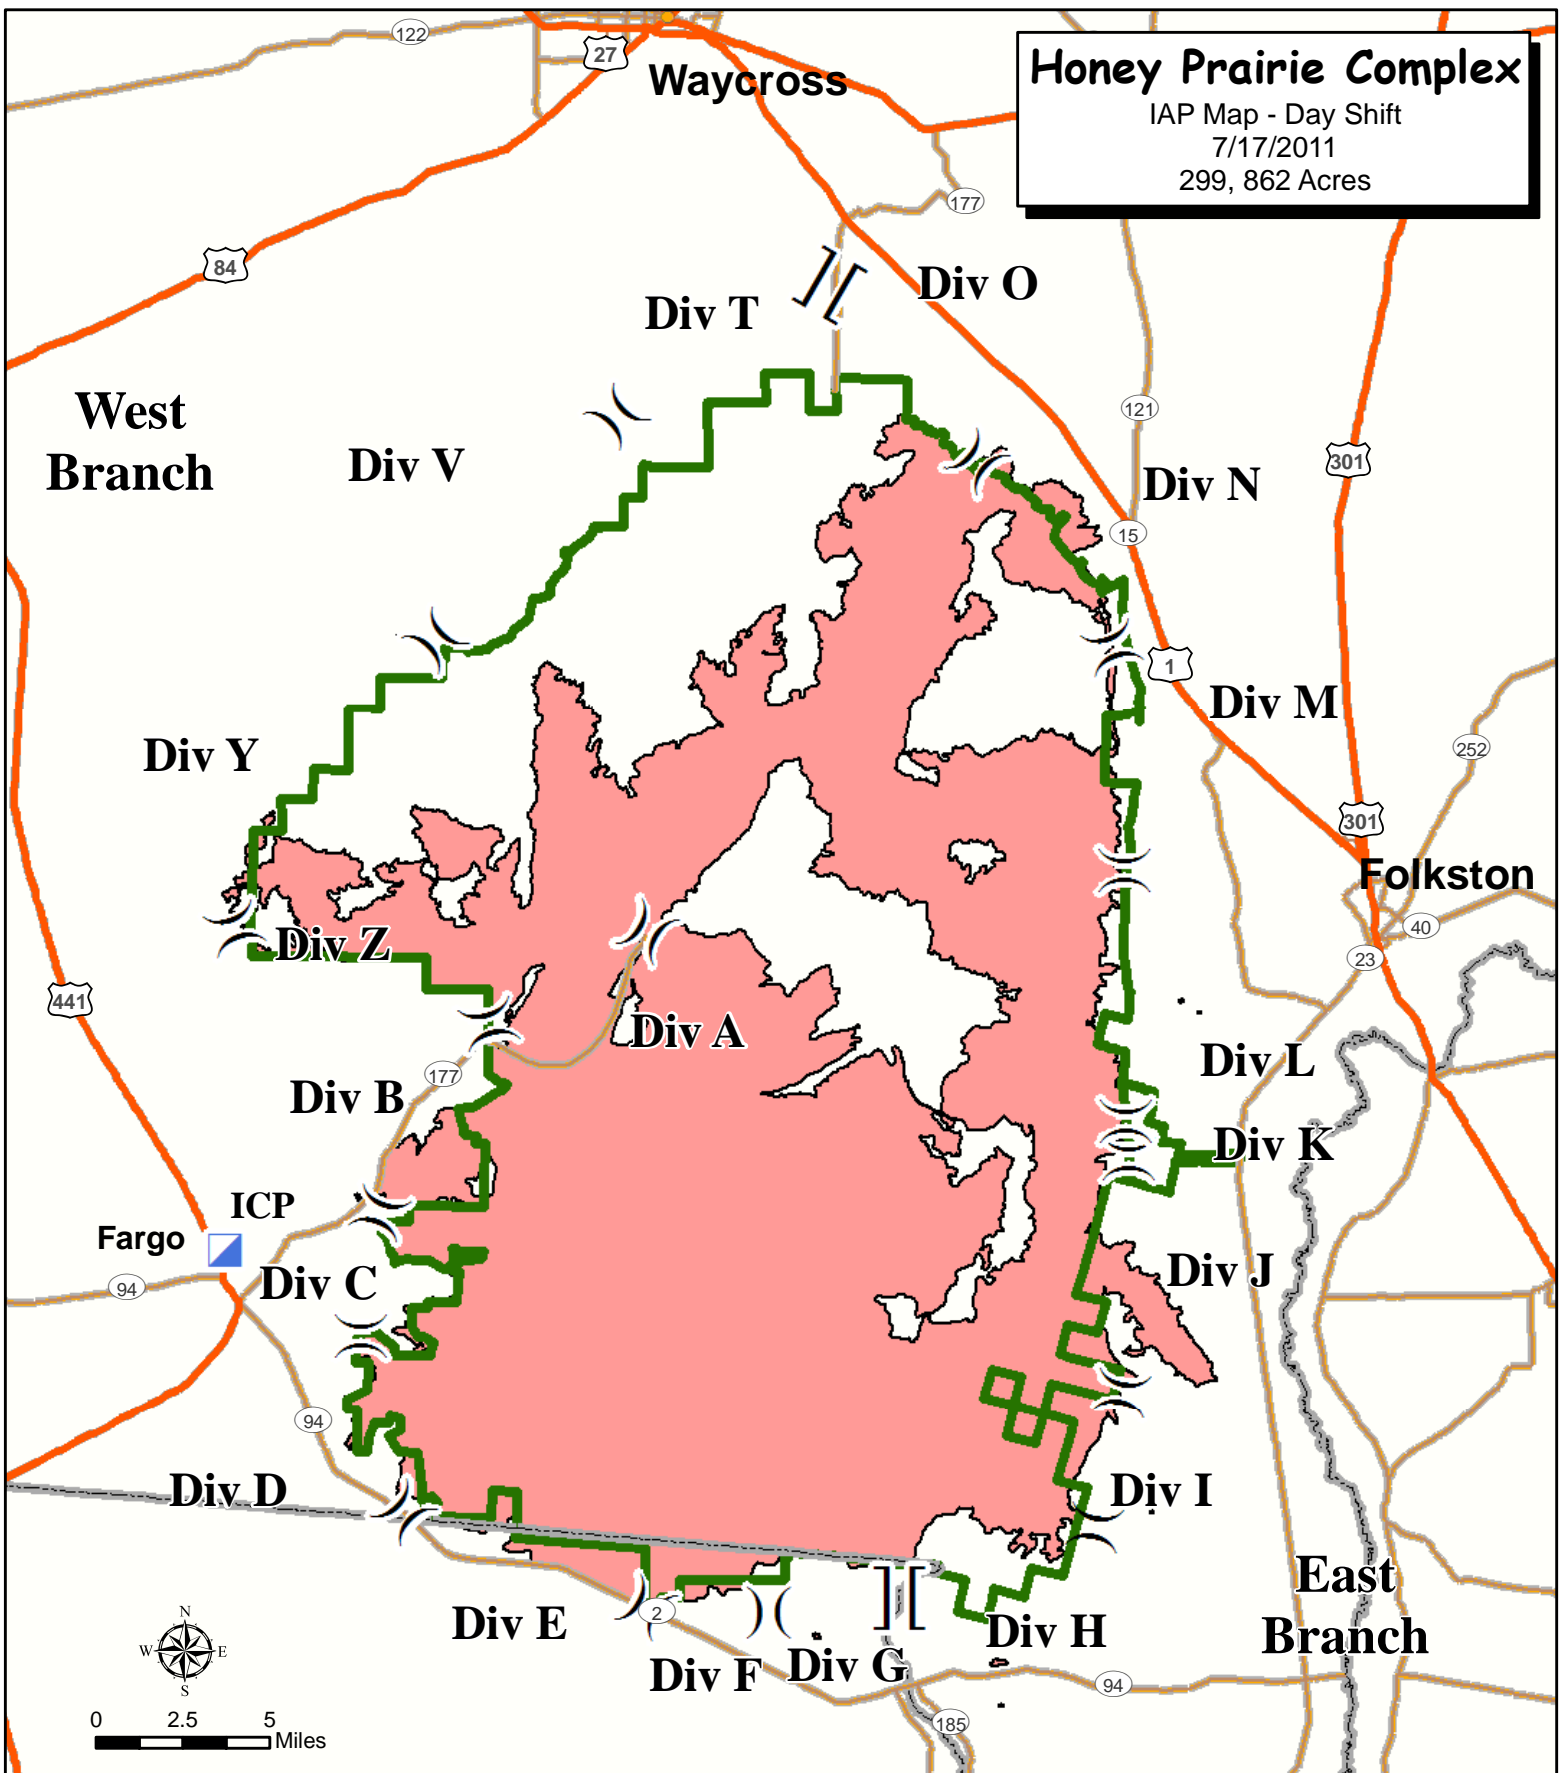 Honey Prairie Complex
IAP Map - Day Shift
7/17/2011
299, 862 Acres
122
27
Waycross
177
84
Div T
Div O
West
Branch
Div V
121
301
Div N
15
1
Div M
Div Y
252
301
Folkston
40
23
Div Z
441
Div A
Div L
177
Div B
Div K
ICP
Fargo
94
Div C
Div J
94
Div D
Div I
East
Branch
Div E
2
Div F
Div G
Div H
94
185
N
W
E
S
0 2.5 5
Miles